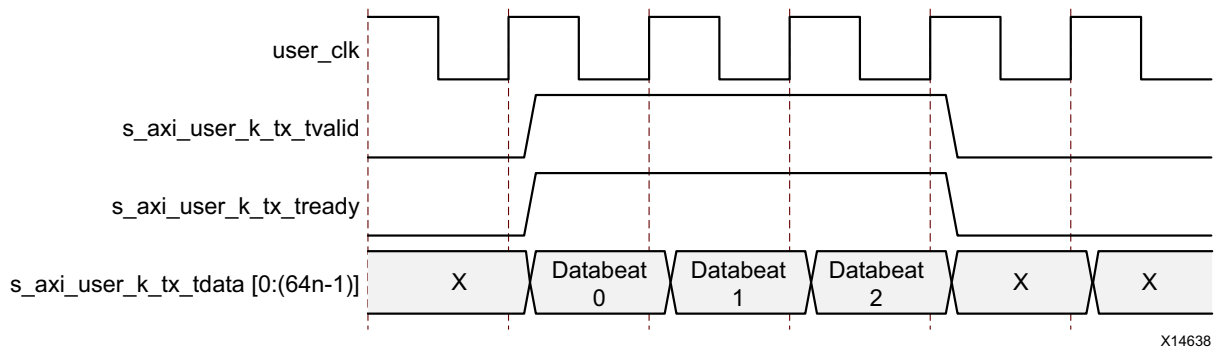 user_clk
s_axi_user_k_tx_tvalid
s_axi_user_k_tx_tready
s_axi_user_k_tx_tdata [0:(64n-1)]
X
Databeat
0
Databeat
1
Databeat
2
X
X
X14638